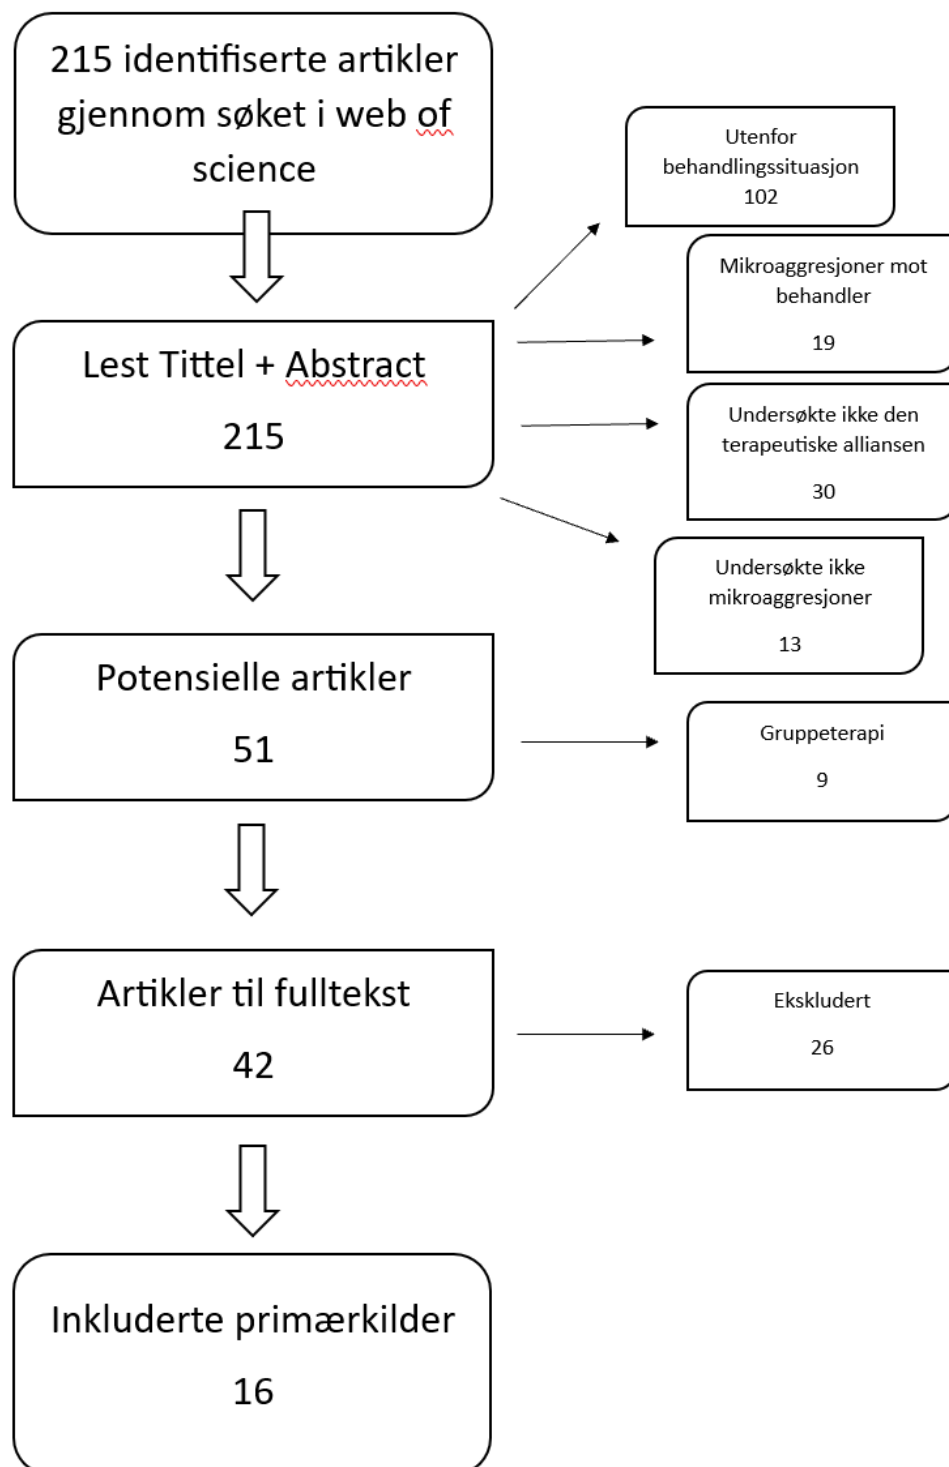 215 identifiserte artikler
gjennom søket i web of
science
Utenfor
behandlingssituasjon
102
Mikroaggresjoner mot
behandler
19
Lest Tittel + Abstract
215
Undersøkte ikke den
terapeutiske alliansen
30
Undersøkte ikke
mikroaggresjoner
13
Potensielle artikler
51
Gruppeterapi
9
Artikler til fulltekst
42
Ekskludert
26
Inkluderte primærkilder
16